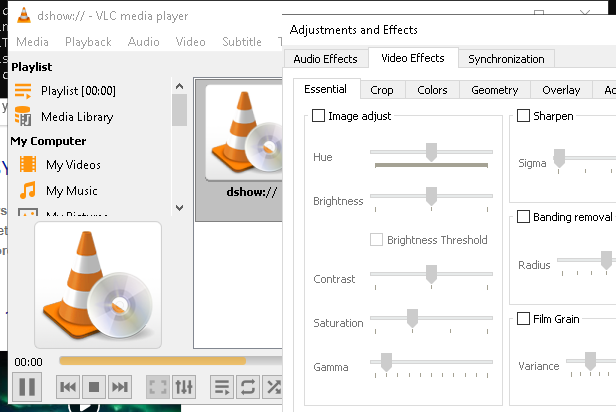 dshow:// - VLC media player
Media Playback Audio Video Subtitle
Playlist
Playlist [00:00]
Media Library
My Computer
My Videos
My Music
My Pictures
dshow://
00:00
Adjustments and Effects
Audio Effects Video Effects Synchronization
Essential Crop Colors Geometry Overlay
Image adjust
Hue
Brightness
Brightness Threshold
Contrast
Saturation
Gamma
Sharpen
Sigma
Banding removal
Radius
Film Grain
Variance